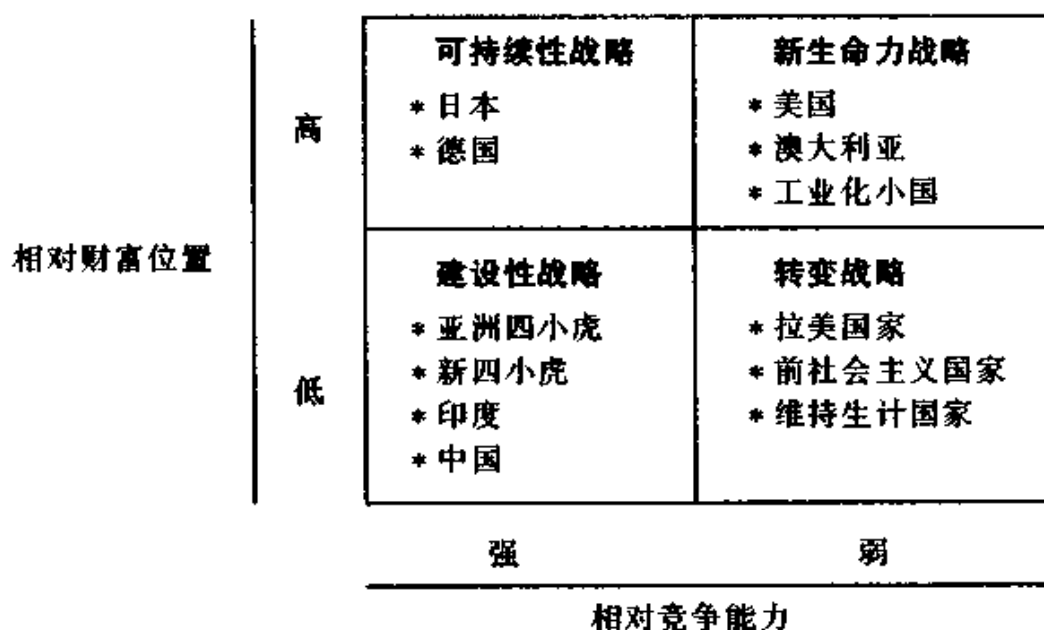 可持续性战略
* 日本
* 德国
新生命力战略
* 美国
* 澳大利亚
* 工业化小国
高
相对财富位置
建设性战略
* 亚洲四小虎
* 新四小虎
* 印度
* 中国
转变战略
* 拉美国家
* 前社会主义国家
* 维持生计国家
低
强
弱
相对竞争能力